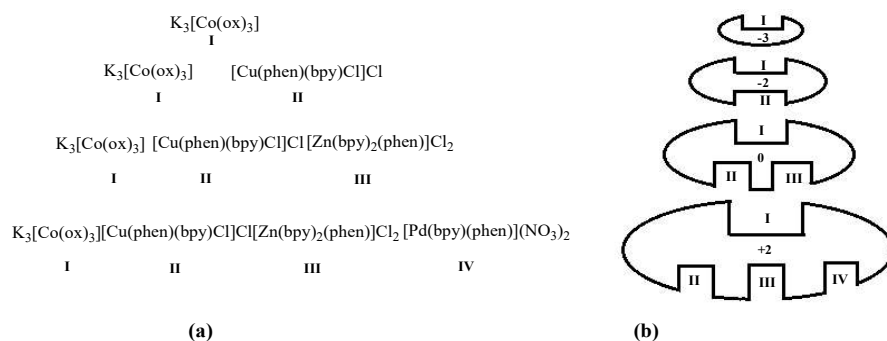 K₃[Co(ox)₃]
I
K₃[Co(ox)₃] [Cu(phen)(bpy)Cl]Cl
I II
K₃[Co(ox)₃] [Cu(phen)(bpy)Cl]Cl [Zn(bpy)₂(phen)]Cl₂
I II III
K₃[Co(ox)₃][Cu(phen)(bpy)Cl]Cl[Zn(bpy)₂(phen)]Cl₂ [Pd(bpy)(phen)](NO₃)₂
I II III IV
(a)
I
-3
I
-2
II
I
0
II III
I
+2
II III IV
(b)